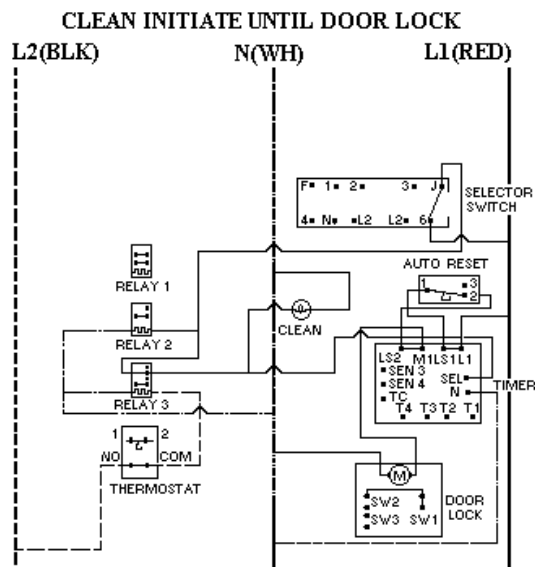 CLEAN INITIATE UNTIL DOOR LOCK
L2(BLK) N(WH) L1(RED)
F 1 2 3 J
SELECTOR
SWITCH
4 N L2 L2 6
AUTO RESET
1 3
2
RELAY 1
CLEAN
RELAY 2
LS2 M1 LS1 L1
SEN 3
SEN 4 SEL
TC N TIMER
T4 T3 T2 T1
RELAY 3
1 2
NO COM
THERMOSTAT
M
SW2 DOOR
SW3 SW1 LOCK